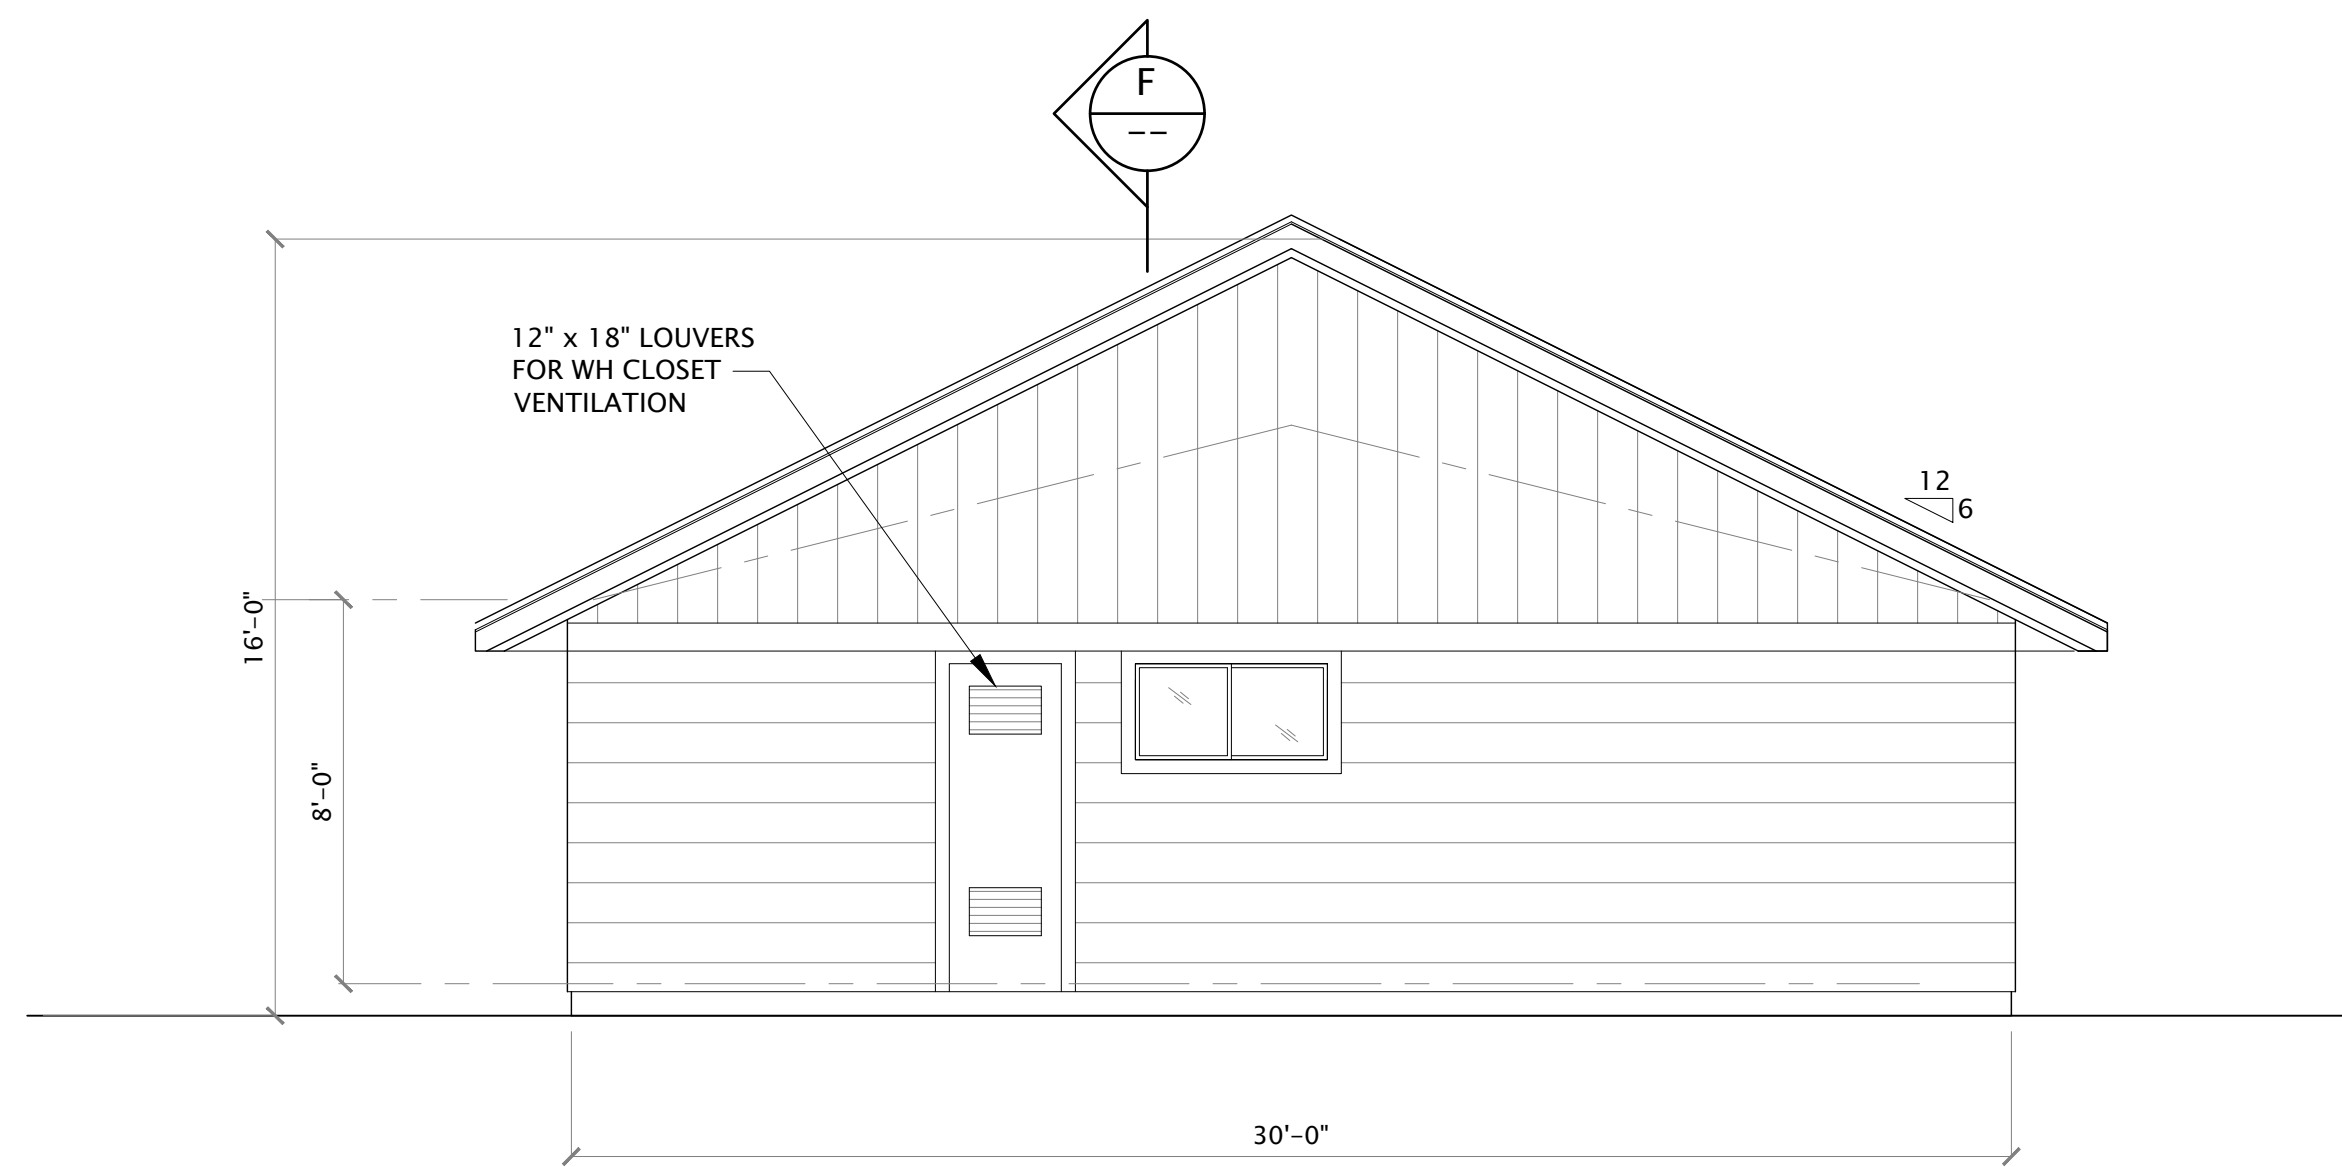 F
--
12" x 18" LOUVERS
FOR WH CLOSET
VENTILATION
12
6
16'-0"
8'-0"
30'-0"